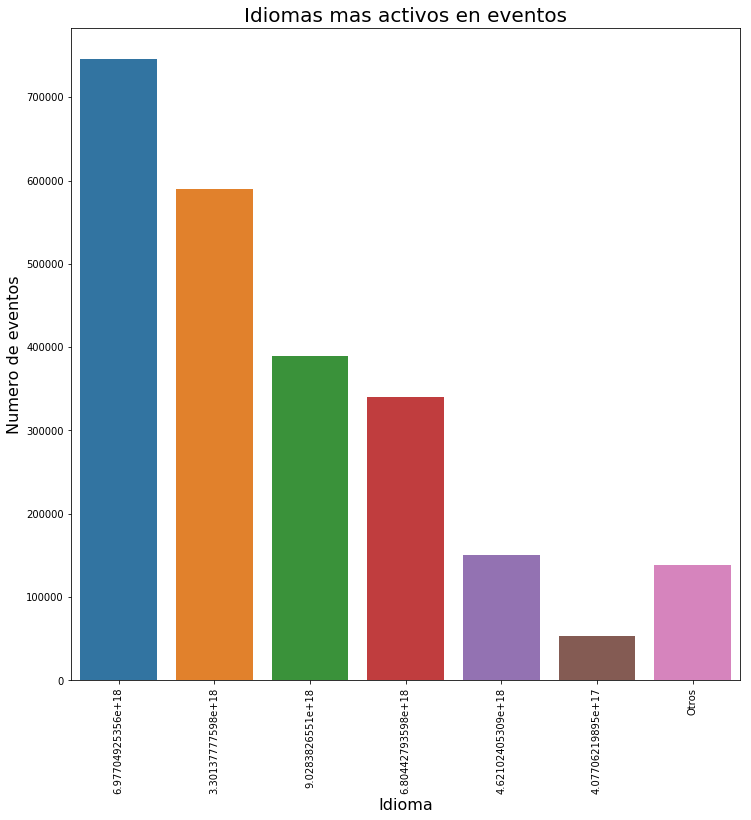 Idiomas mas activos en eventos
Numero de eventos
700000
600000
500000
400000
300000
200000
100000
0
6.97704925356e+18
3.30137777598e+18
9.0283826551e+18
6.80442793598e+18
4.62102405309e+18
4.07706219895e+17
Otros
Idioma